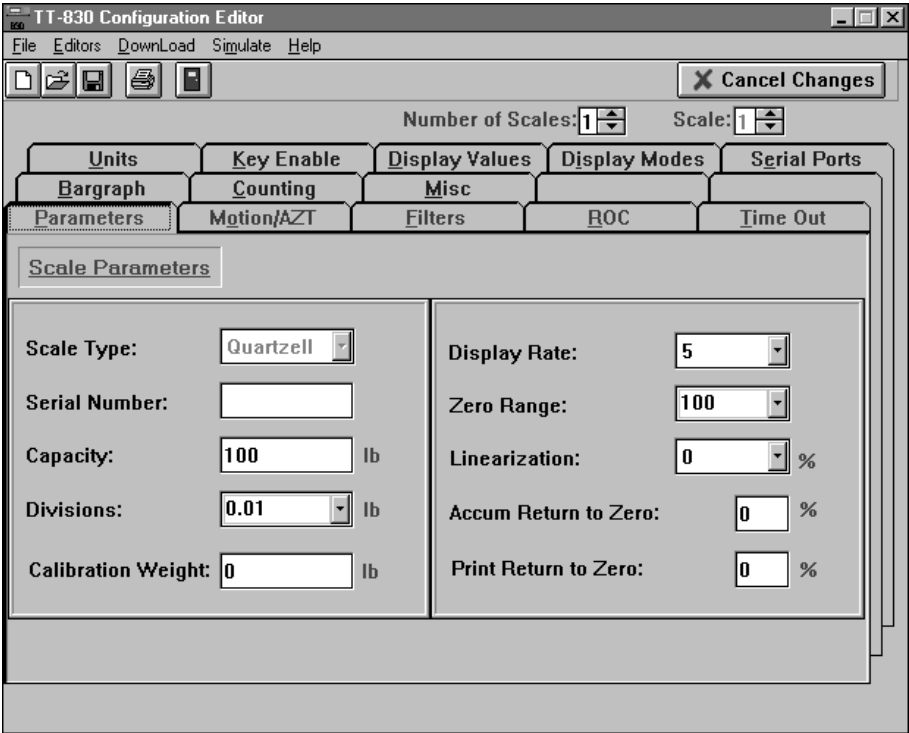 TT-830 Configuration Editor
File Editors DownLoad Simulate Help
Cancel Changes
Number of Scales: 1 Scale: 1
Units Key Enable Display Values Display Modes Serial Ports
Bargraph Counting Misc
Parameters Motion/AZT Filters ROC Time Out
Scale Parameters
Scale Type: Quartzell
Serial Number:
Capacity: 100 lb
Divisions: 0.01 lb
Calibration Weight: 0 lb
Display Rate: 5
Zero Range: 100
Linearization: 0 %
Accum Return to Zero: 0 %
Print Return to Zero: 0 %